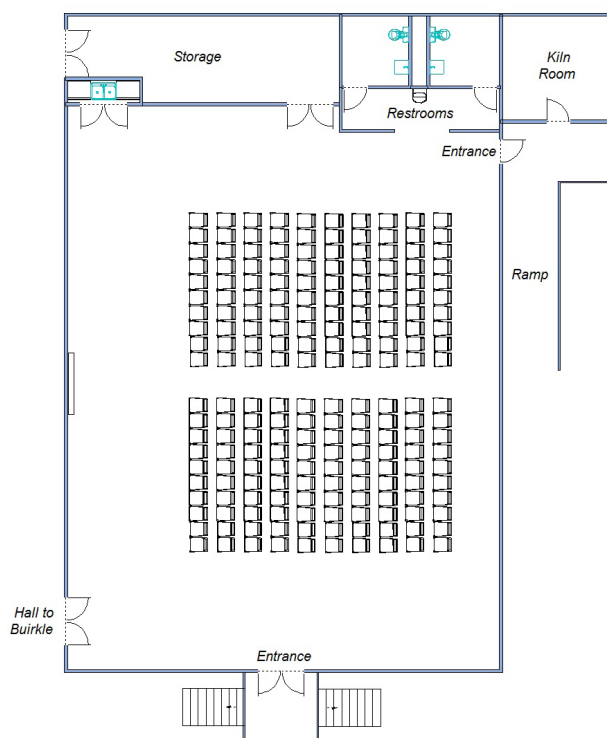 Storage
Kiln
Room
Restrooms
Entrance
Ramp
Hall to
Buirkle
Entrance